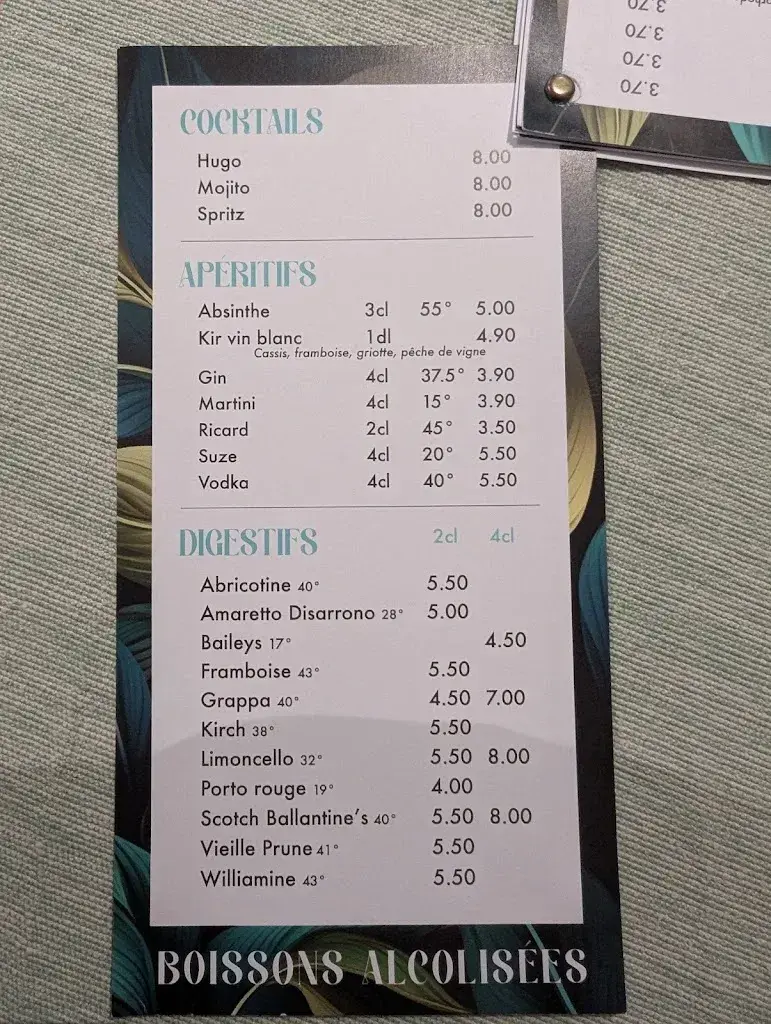 3.70
3.70
3.70
3.70
COCKTAILS
Hugo 8.00
Mojito 8.00
Spritz 8.00
APÉRITIFS
Absinthe 3cl 55° 5.00
Kir vin blanc 1dl 4.90
Cassis, framboise, griotte, pêche de vigne
Gin 4cl 37.5° 3.90
Martini 4cl 15° 3.90
Ricard 2cl 45° 3.50
Suze 4cl 20° 5.50
Vodka 4cl 40° 5.50
DIGESTIFS 2cl 4cl
Abricotine 40° 5.50
Amaretto Disarrono 28° 5.00
Baileys 17° 4.50
Framboise 43° 5.50
Grappa 40° 4.50 7.00
Kirch 38° 5.50
Limoncello 32° 5.50 8.00
Porto rouge 19° 4.00
Scotch Ballantine's 40° 5.50 8.00
Vieille Prune 41° 5.50
Williamine 43° 5.50
BOISSONS ALCOLISÉES